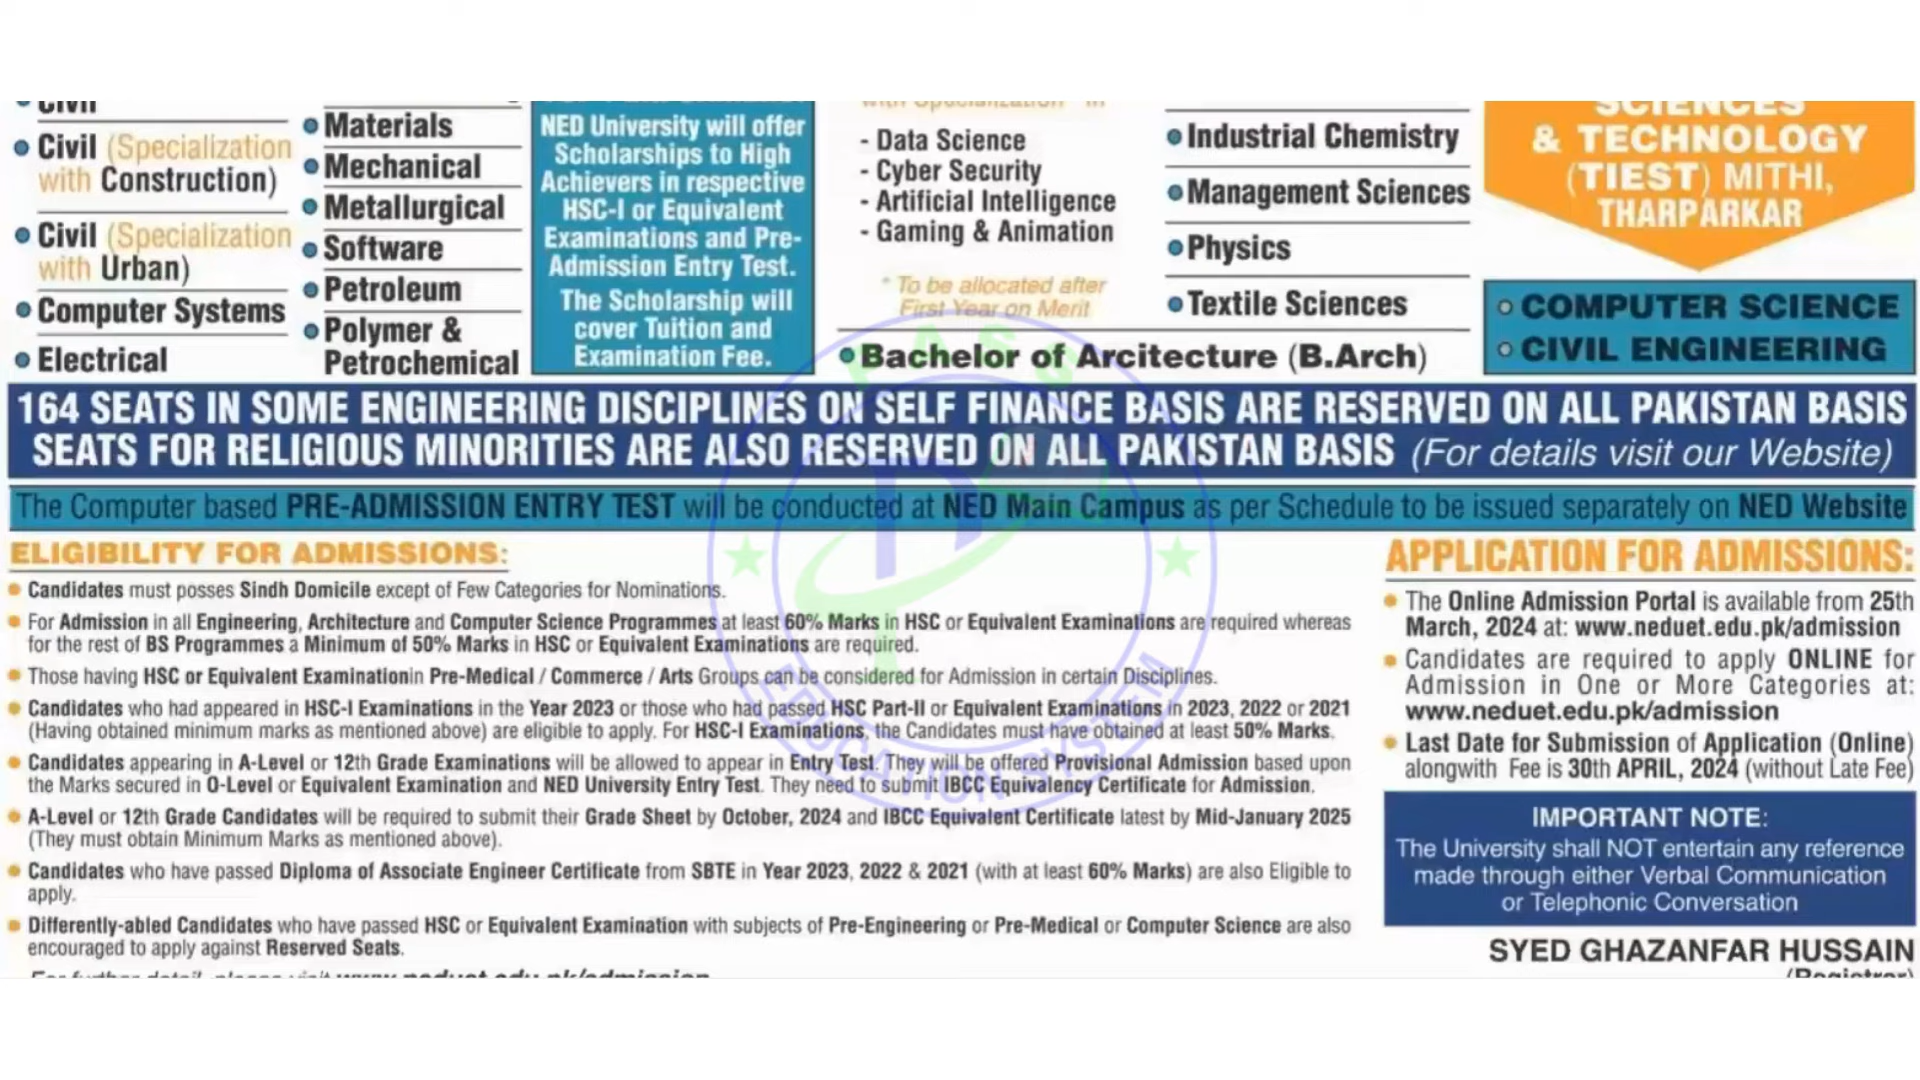 Civil
Civil (Specialization
with Construction)
Civil (Specialization
with Urban)
Computer Systems
Electrical
Materials
Mechanical
Metallurgical
Software
Petroleum
Polymer &
Petrochemical
NED University will offer
Scholarships to High
Achievers in respective
HSC-I or Equivalent
Examinations and Pre-
Admission Entry Test.
The Scholarship will
cover Tuition and
Examination Fee.
with Specialization* in
- Data Science
- Cyber Security
- Artificial Intelligence
- Gaming & Animation
* To be allocated after
First Year on Merit
Industrial Chemistry
Management Sciences
Physics
Textile Sciences
Bachelor of Arcitecture (B.Arch)
SCIENCES
& TECHNOLOGY
(TIEST) MITHI,
THARPARKAR
COMPUTER SCIENCE
CIVIL ENGINEERING
164 SEATS IN SOME ENGINEERING DISCIPLINES ON SELF FINANCE BASIS ARE RESERVED ON ALL PAKISTAN BASIS
SEATS FOR RELIGIOUS MINORITIES ARE ALSO RESERVED ON ALL PAKISTAN BASIS (For details visit our Website)
The Computer based PRE-ADMISSION ENTRY TEST will be conducted at NED Main Campus as per Schedule to be issued separately on NED Website
ELIGIBILITY FOR ADMISSIONS:
Candidates must posses Sindh Domicile except of Few Categories for Nominations.
For Admission in all Engineering, Architecture and Computer Science Programmes at least 60% Marks in HSC or Equivalent Examinations are required whereas
for the rest of BS Programmes a Minimum of 50% Marks in HSC or Equivalent Examinations are required.
Those having HSC or Equivalent Examinationin Pre-Medical / Commerce / Arts Groups can be considered for Admission in certain Disciplines.
Candidates who had appeared in HSC-I Examinations in the Year 2023 or those who had passed HSC Part-II or Equivalent Examinations in 2023, 2022 or 2021
(Having obtained minimum marks as mentioned above) are eligible to apply. For HSC-I Examinations, the Candidates must have obtained at least 50% Marks.
Candidates appearing in A-Level or 12th Grade Examinations will be allowed to appear in Entry Test. They will be offered Provisional Admission based upon
the Marks secured in O-Level or Equivalent Examination and NED University Entry Test. They need to submit IBCC Equivalency Certificate for Admission.
A-Level or 12th Grade Candidates will be required to submit their Grade Sheet by October, 2024 and IBCC Equivalent Certificate latest by Mid-January 2025
(They must obtain Minimum Marks as mentioned above).
Candidates who have passed Diploma of Associate Engineer Certificate from SBTE in Year 2023, 2022 & 2021 (with at least 60% Marks) are also Eligible to
apply.
Differently-abled Candidates who have passed HSC or Equivalent Examination with subjects of Pre-Engineering or Pre-Medical or Computer Science are also
encouraged to apply against Reserved Seats.
For further detail, please visit www.neduet.edu.pk/admission
APPLICATION FOR ADMISSIONS:
The Online Admission Portal is available from 25th
March, 2024 at: www.neduet.edu.pk/admission
Candidates are required to apply ONLINE for
Admission in One or More Categories at:
www.neduet.edu.pk/admission
Last Date for Submission of Application (Online)
alongwith Fee is 30th APRIL, 2024 (without Late Fee)
IMPORTANT NOTE:
The University shall NOT entertain any reference
made through either Verbal Communication
or Telephonic Conversation
SYED GHAZANFAR HUSSAIN
(Registrar)
PASS
EDUCATION SYSTEM